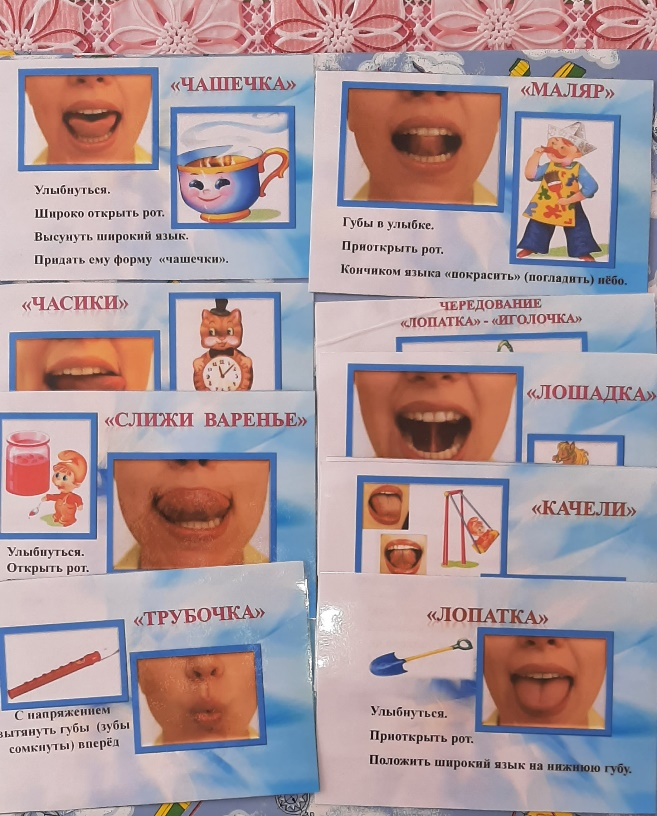 «ЧАШЕЧКА»
Улыбнуться.
Широко открыть рот.
Высунуть широкий язык.
Придать ему форму «чашечки».
«МАЛЯР»
Губы в улыбке.
Приоткрыть рот.
Кончиком языка «покрасить» (погладить) нёбо.
«ЧАСИКИ»
ЧЕРЕДОВАНИЕ
«ЛОПАТКА» - «ИГОЛОЧКА»
«ЛОШАДКА»
«СЛИЖИ ВАРЕНЬЕ»
Улыбнуться.
Открыть рот.
«КАЧЕЛИ»
«ТРУБОЧКА»
С напряжением
вытянуть губы (зубы
сомкнуты) вперёд
«ЛОПАТКА»
Улыбнуться.
Приоткрыть рот.
Положить широкий язык на нижнюю губу.